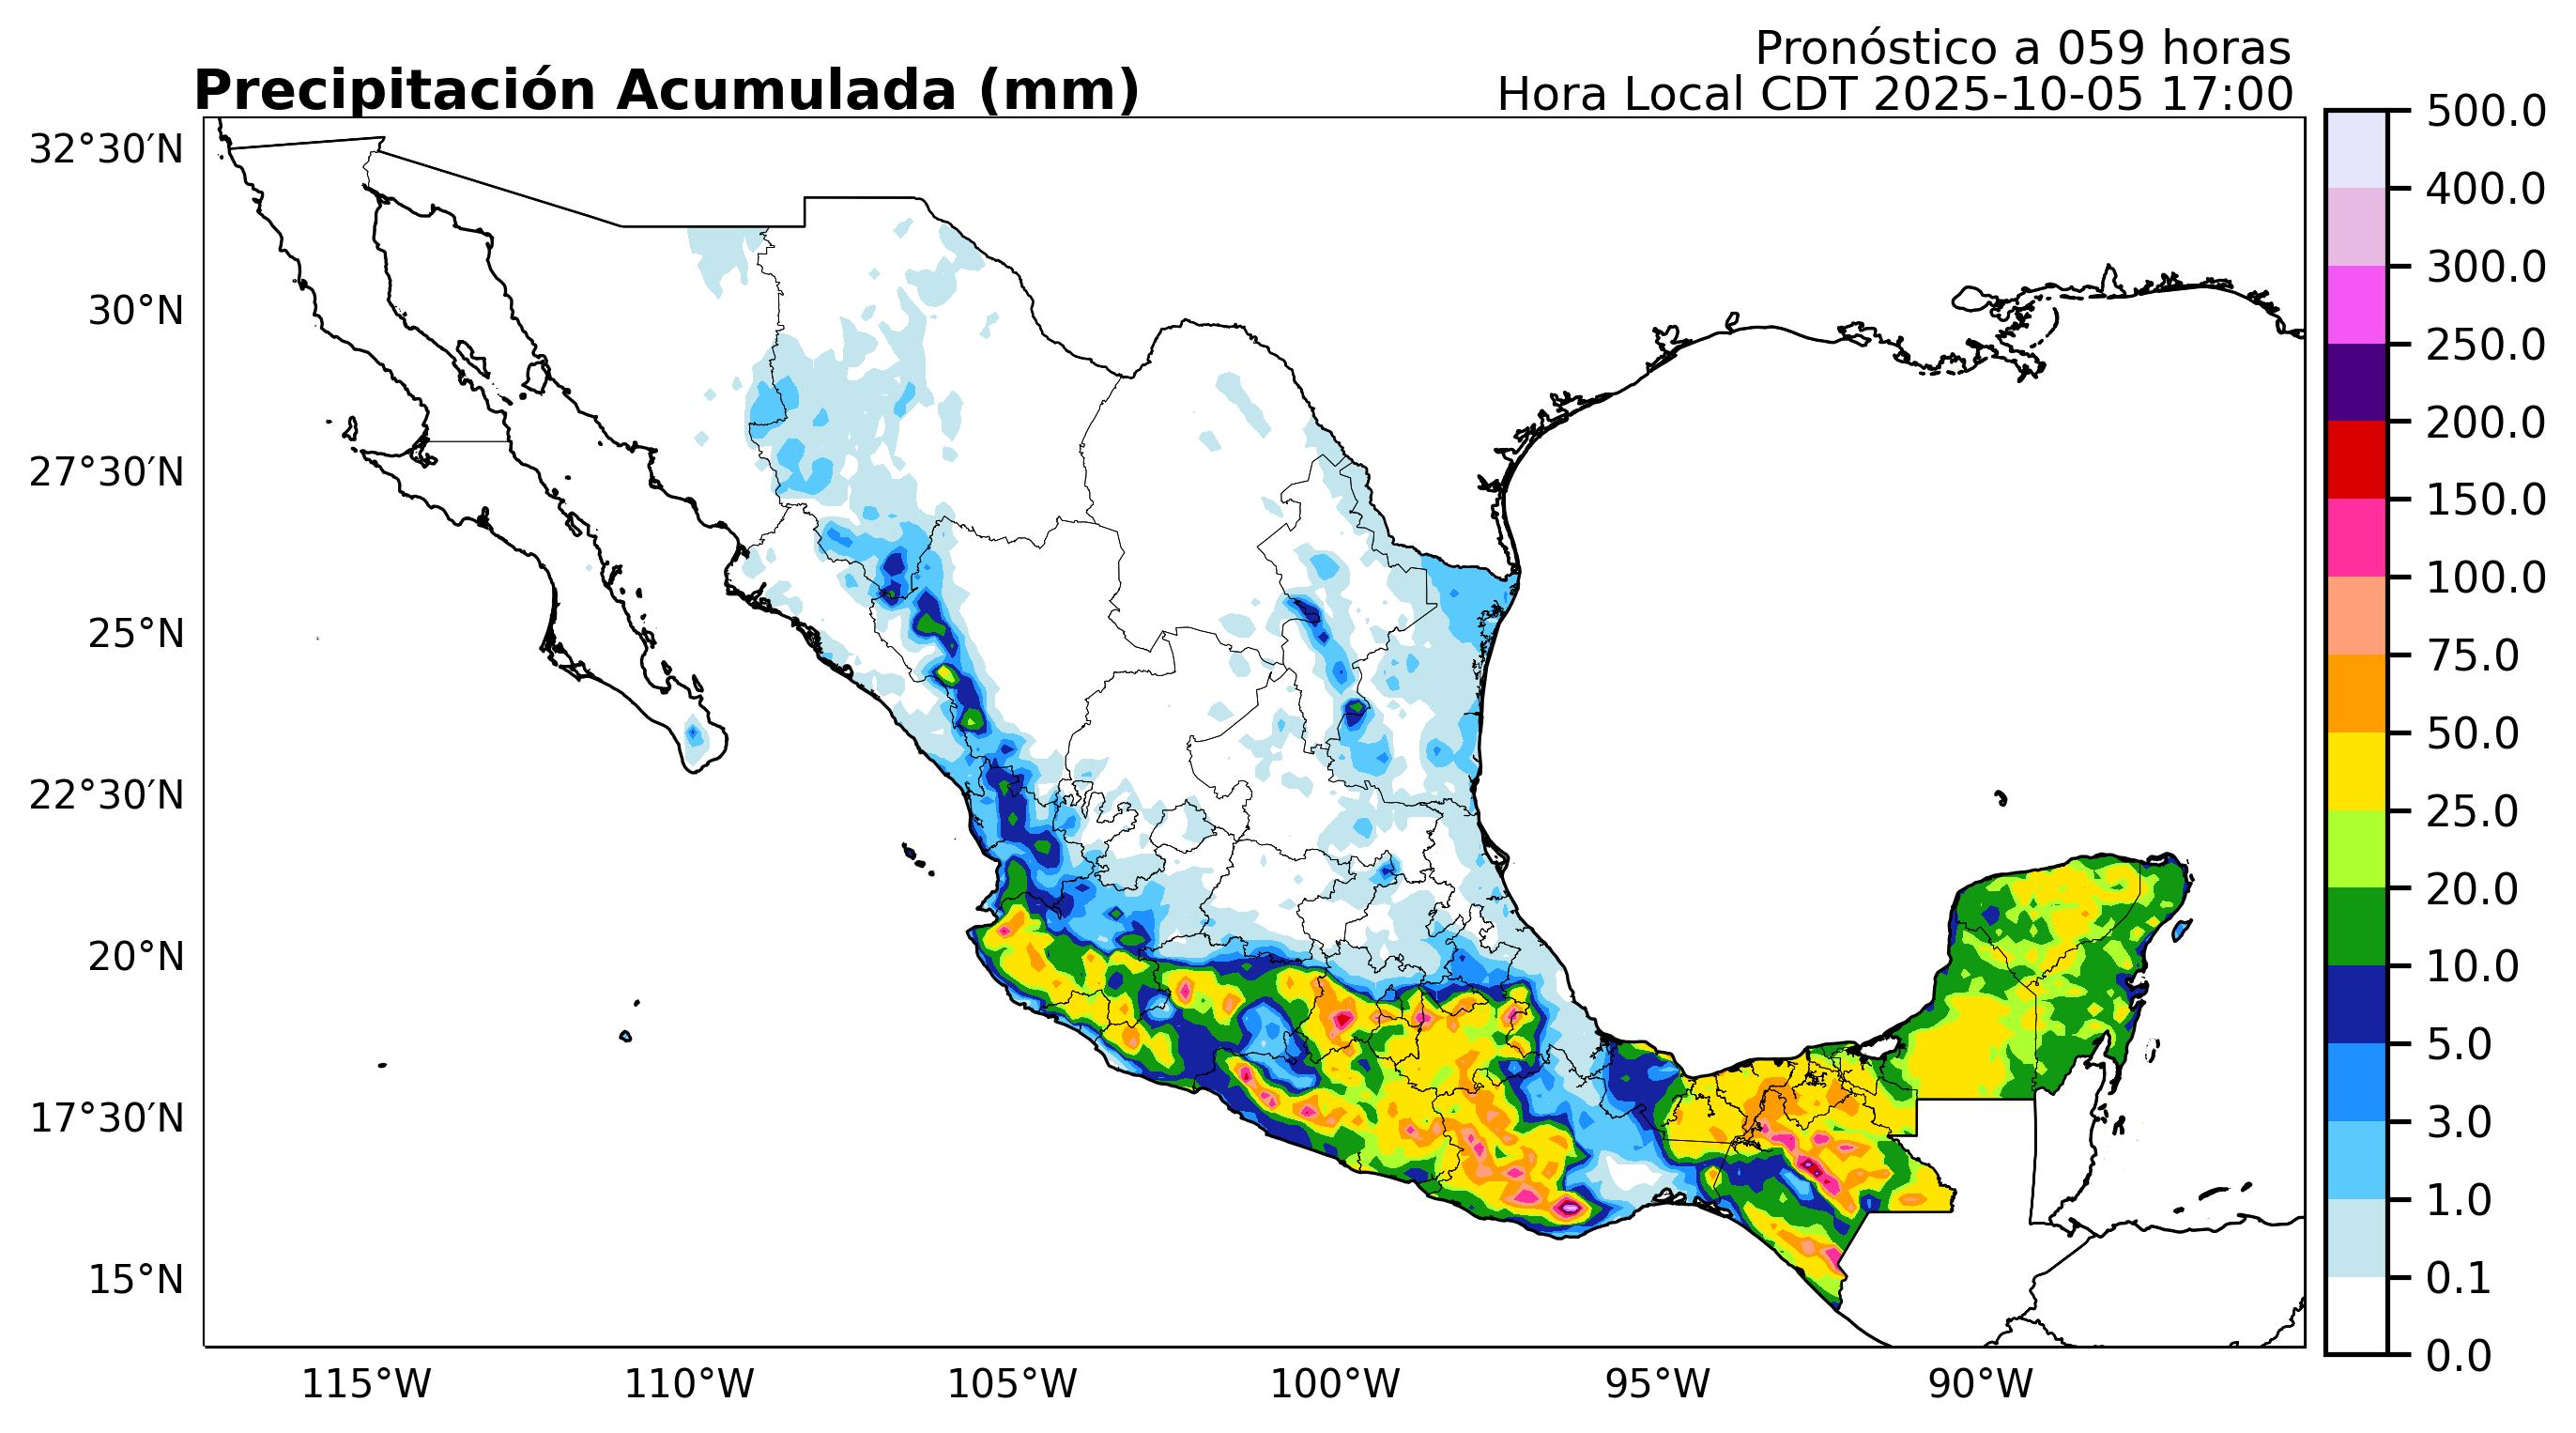 Pronóstico a 059 horas
Precipitación Acumulada (mm)
Hora Local CDT 2025-10-05 17:00
32°30′N
30°N
27°30′N
25°N
22°30′N
20°N
17°30′N
15°N
115°W
110°W
105°W
100°W
95°W
90°W
500.0
400.0
300.0
250.0
200.0
150.0
100.0
75.0
50.0
25.0
20.0
10.0
5.0
3.0
1.0
0.1
0.0